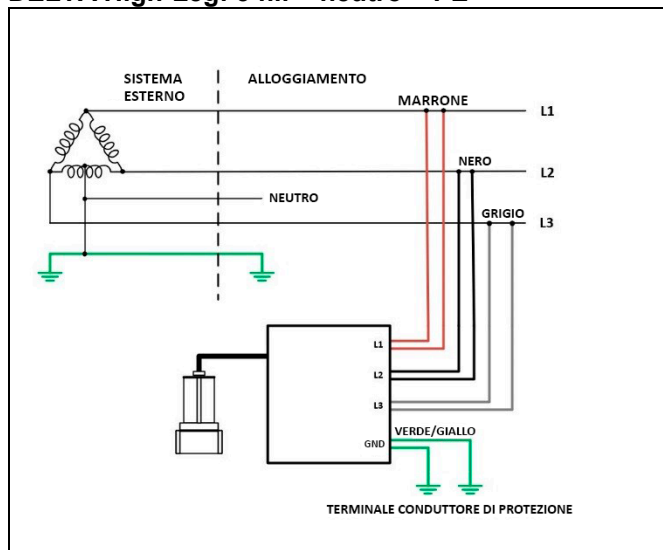 SISTEMA
ESTERNO
ALLOGGIAMENTO
MARRONE
L1
NERO
L2
NEUTRO
GRIGIO
L3
L1
L2
L3
VERDE/GIALLO
GND
TERMINALE CONDUTTORE DI PROTEZIONE